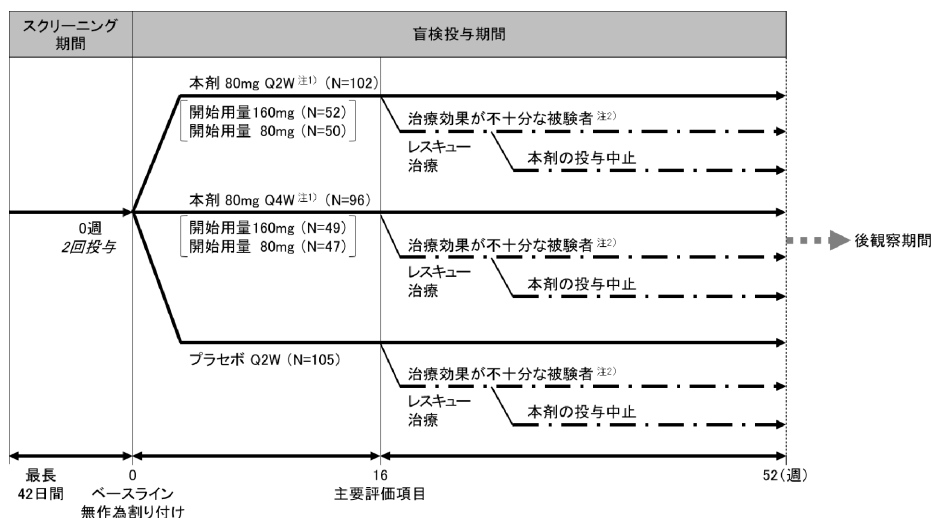 スクリーニング
期間
盲検投与期間
本剤 80mg Q2W 注1) (N=102)
開始用量160mg (N=52)
開始用量 80mg (N=50)
治療効果が不十分な被験者 注2)
レスキュー
治療
本剤の投与中止
0週
2回投与
本剤 80mg Q4W 注1) (N=96)
開始用量160mg (N=49)
開始用量 80mg (N=47)
治療効果が不十分な被験者 注2)
レスキュー
治療
本剤の投与中止
後観察期間
プラセボ Q2W (N=105)
治療効果が不十分な被験者 注2)
レスキュー
治療
本剤の投与中止
最長
42日間
0
ベースライン
無作為割り付け
16
主要評価項目
52(週)